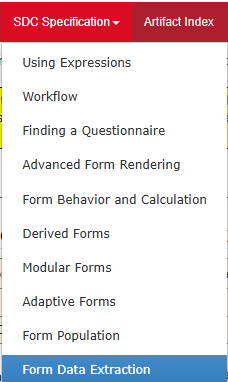 SDC Specification Artifact Index
Using Expressions
Workflow
Finding a Questionnaire
Advanced Form Rendering
Form Behavior and Calculation
Derived Forms
Modular Forms
Adaptive Forms
Form Population
Form Data Extraction